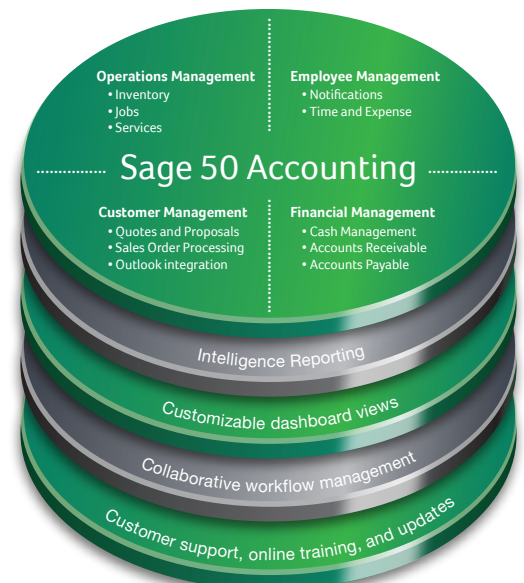 Operations Management
• Inventory
• Jobs
• Services
Employee Management
• Notifications
• Time and Expense
Sage 50 Accounting
Customer Management
• Quotes and Proposals
• Sales Order Processing
• Outlook integration
Financial Management
• Cash Management
• Accounts Receivable
• Accounts Payable
Intelligence Reporting
Customizable dashboard views
Collaborative workflow management
Customer support, online training, and updates